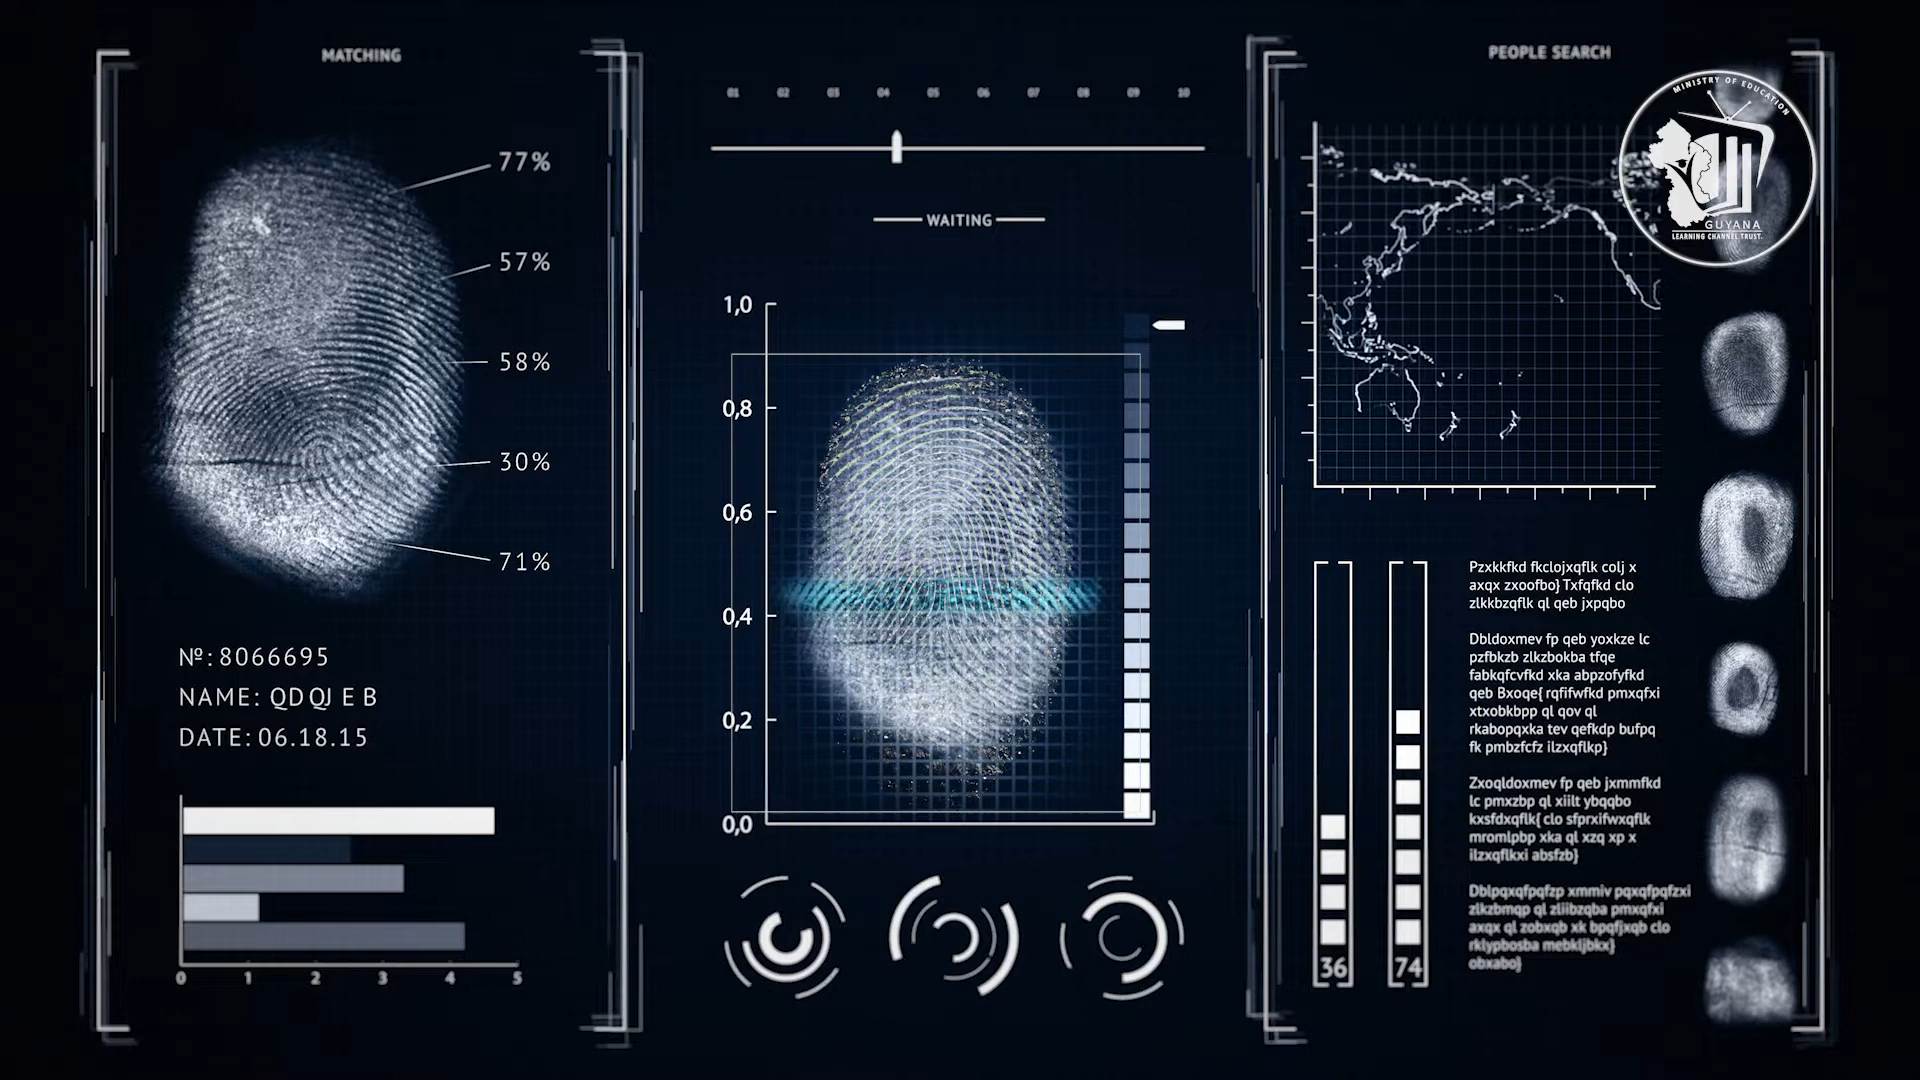 MATCHING
77%
57%
58%
30%
71%
№: 8066695
NAME: QDQJ E B
DATE: 06.18.15
0 1 2 3 4 5
01 02 03 04 05 06 07 08 09 10
WAITING
1,0
0,8
0,6
0,4
0,2
0,0
PEOPLE SEARCH
MINISTRY OF EDUCATION
GUYANA
LEARNING CHANNEL TRUST.
36 74
Pzxkkfkd fkclojxqflk colj x
axqx zxoofbo} Txfqfkd clo
zlkkbzqflk ql qeb jxpqbo
Dbldoxmev fp qeb yoxkze lc
pzfbkzb zlkzbokba tfqe
fabkqfcvfkd xka abpzofyfkd
qeb Bxoqe{ rqfifwfkd pmxqfxi
xtxobkbpp ql qov ql
rkabopqxka tev qefkdp bufpq
fk pmbzfcfz ilzxqflkp}
Zxoqldoxmev fp qeb jxmmfkd
lc pmxzbp ql xiilt ybqqbo
kxsfdxqflk{ clo sfprxifwxqflk
mromlpbp xka ql xzq xp x
ilzxqflkxi absfzb}
Dblpqxqfpqfzp xmmiv pqxqfpqfzxi
zlkzbmqp ql zliibzqba pmxqfxi
axqx ql zobxqb xk bpqfjxqb clo
rklypbosba mebkljbkx}
obxabo}